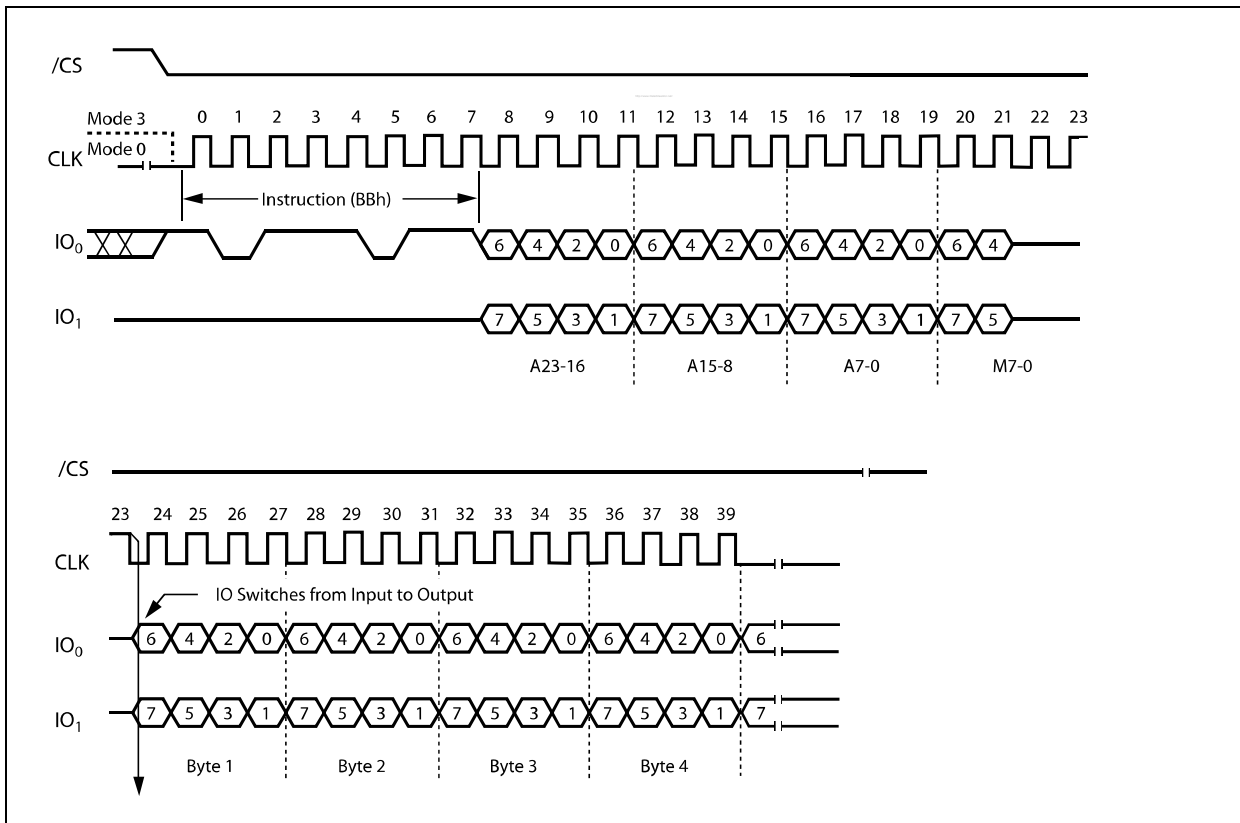 /CS
Mode 3
0 1 2 3 4 5 6 7 8 9 10 11 12 13 14 15 16 17 18 19 20 21 22 23
Mode 0
CLK
Instruction (BBh)
IO0
6 4 2 0 6 4 2 0 6 4 2 0 6 4
IO1
7 5 3 1 7 5 3 1 7 5 3 1 7 5
A23-16 A15-8 A7-0 M7-0
/CS
23 24 25 26 27 28 29 30 31 32 33 34 35 36 37 38 39
CLK
IO Switches from Input to Output
IO0
6 4 2 0 6 4 2 0 6 4 2 0 6 4 2 0 6
IO1
7 5 3 1 7 5 3 1 7 5 3 1 7 5 3 1 7
Byte 1 Byte 2 Byte 3 Byte 4